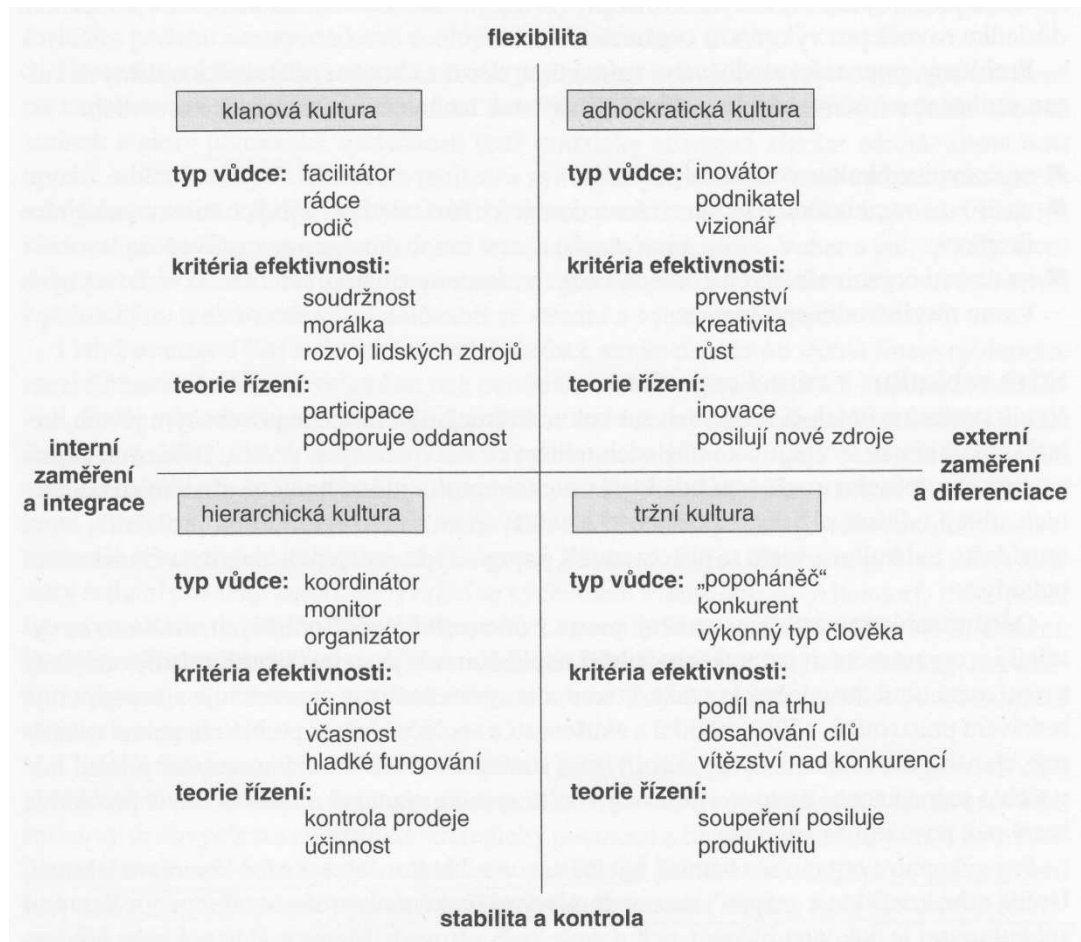 flexibilita
klanová kultura
typ vůdce: facilitátor
rádce
rodič
kritéria efektivnosti:
soudržnost
morálka
rozvoj lidských zdrojů
teorie řízení:
participace
podporuje oddanost
adhockratická kultura
typ vůdce: inovátor
podnikatel
vizionář
kritéria efektivnosti:
prvenství
kreativita
růst
teorie řízení:
inovace
posilují nové zdroje
interní
zaměření
a integrace
externí
zaměření
a diferenciace
hierarchická kultura
typ vůdce: koordinátor
monitor
organizátor
kritéria efektivnosti:
účinnost
včasnost
hladké fungování
teorie řízení:
kontrola prodeje
účinnost
tržní kultura
typ vůdce: „popoháněč“
konkurent
výkonný typ člověka
kritéria efektivnosti:
podíl na trhu
dosahování cílů
vítězství nad konkurencí
teorie řízení:
soupeření posiluje
produktivitu
stabilita a kontrola